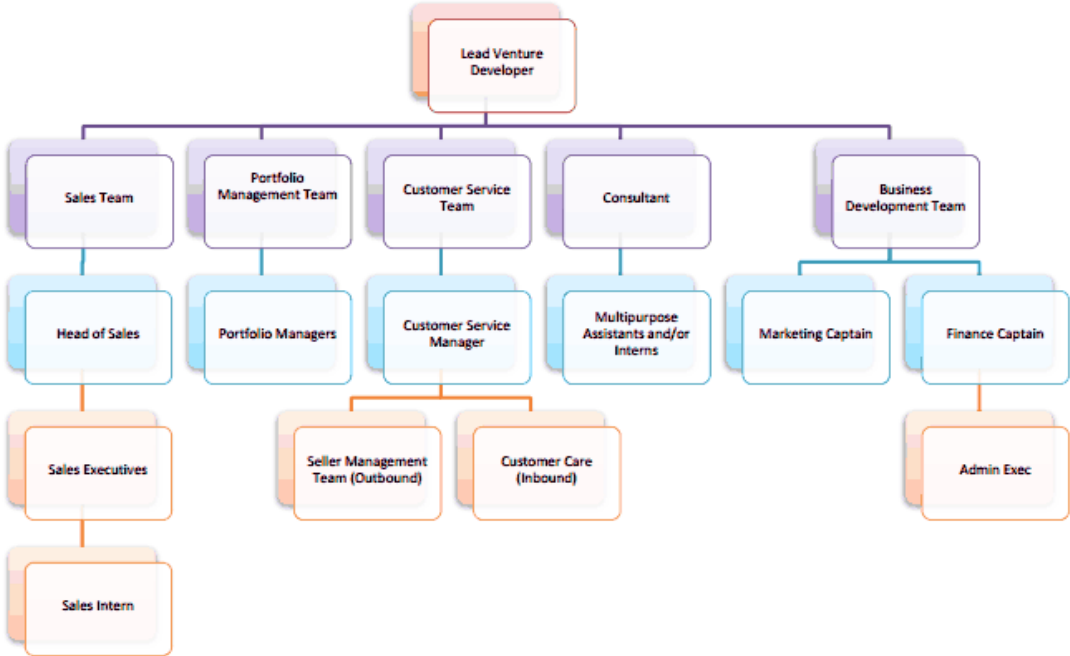 Lead Venture
Developer
Sales Team
Portfolio
Management Team
Customer Service
Team
Consultant
Business
Development Team
Head of Sales
Portfolio Managers
Customer Service
Manager
Multipurpose
Assistants and/or
Interns
Marketing Captain
Finance Captain
Sales Executives
Seller Management
Team (Outbound)
Customer Care
(Inbound)
Admin Exec
Sales Intern